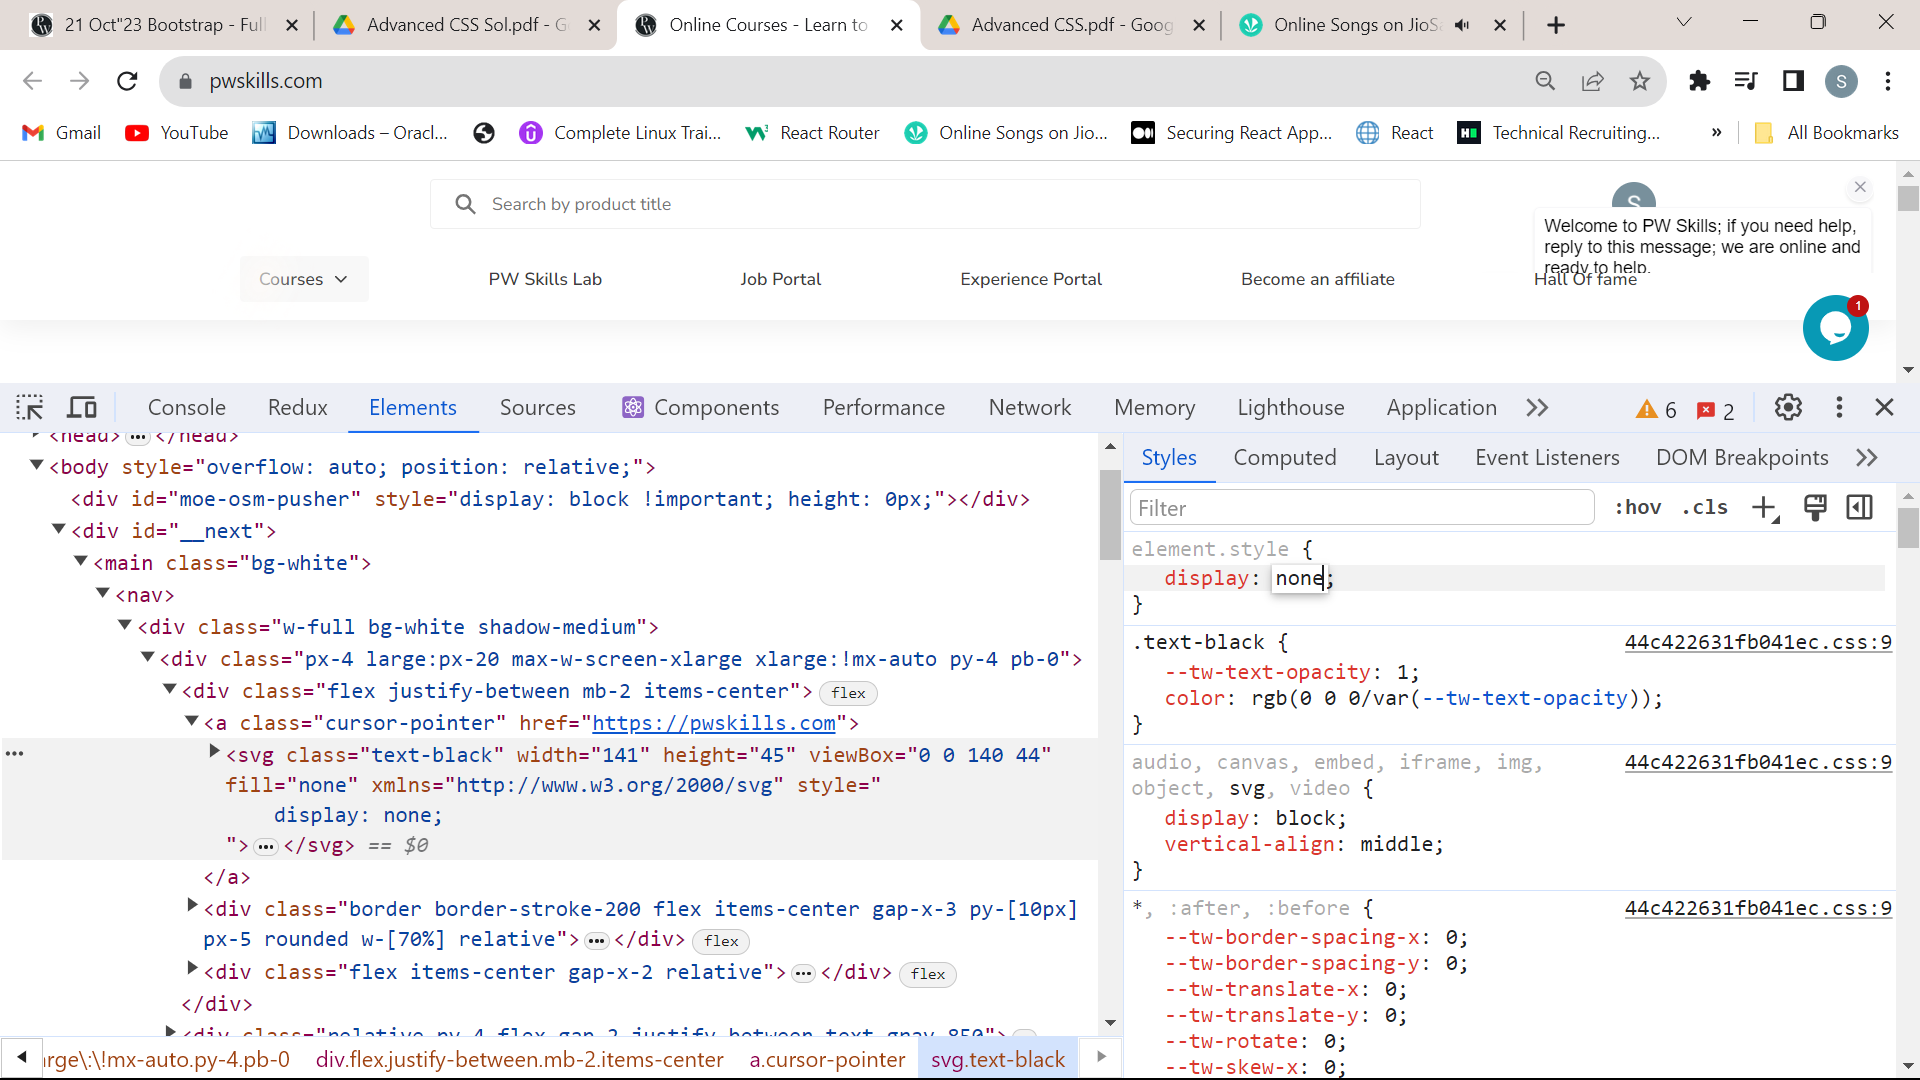 21 Oct"23 Bootstrap - Full
Advanced CSS Sol.pdf - G
Online Courses - Learn to
Advanced CSS.pdf - Goog
Online Songs on JioSa
pwskills.com
S
Gmail
YouTube
Downloads – Oracl...
Complete Linux Trai...
React Router
Online Songs on Jio...
Securing React App...
React
Technical Recruiting...
»
All Bookmarks
Search by product title
S
Welcome to PW Skills; if you need help,
reply to this message; we are online and
ready to help.
Courses
PW Skills Lab
Job Portal
Experience Portal
Become an affiliate
Hall Of fame
1
Console
Redux
Elements
Sources
Components
Performance
Network
Memory
Lighthouse
Application
6
2
<head> ... </head>
<body style="overflow: auto; position: relative;">
<div id="moe-osm-pusher" style="display: block !important; height: 0px;"></div>
<div id="__next">
<main class="bg-white">
<nav>
<div class="w-full bg-white shadow-medium">
<div class="px-4 large:px-20 max-w-screen-xlarge xlarge:!mx-auto py-4 pb-0">
<div class="flex justify-between mb-2 items-center"> flex
<a class="cursor-pointer" href="https://pwskills.com">
... <svg class="text-black" width="141" height="45" viewBox="0 0 140 44"
fill="none" xmlns="http://www.w3.org/2000/svg" style="
display: none;
"> ... </svg> == $0
</a>
<div class="border border-stroke-200 flex items-center gap-x-3 py-[10px]
px-5 rounded w-[70%] relative"> ... </div> flex
<div class="flex items-center gap-x-2 relative"> ... </div> flex
</div>
<div class="relative py-4 flex gap-2 justify-between text-gray-850">
arge\:\!mx-auto.py-4.pb-0
div.flex.justify-between.mb-2.items-center
a.cursor-pointer
svg.text-black
Styles
Computed
Layout
Event Listeners
DOM Breakpoints
Filter
:hov
.cls
element.style {
display: none;
}
.text-black {
44c422631fb041ec.css:9
--tw-text-opacity: 1;
color: rgb(0 0 0/var(--tw-text-opacity));
}
audio, canvas, embed, iframe, img,
44c422631fb041ec.css:9
object, svg, video {
display: block;
vertical-align: middle;
}
*, :after, :before {
44c422631fb041ec.css:9
--tw-border-spacing-x: 0;
--tw-border-spacing-y: 0;
--tw-translate-x: 0;
--tw-translate-y: 0;
--tw-rotate: 0;
--tw-skew-x: 0;